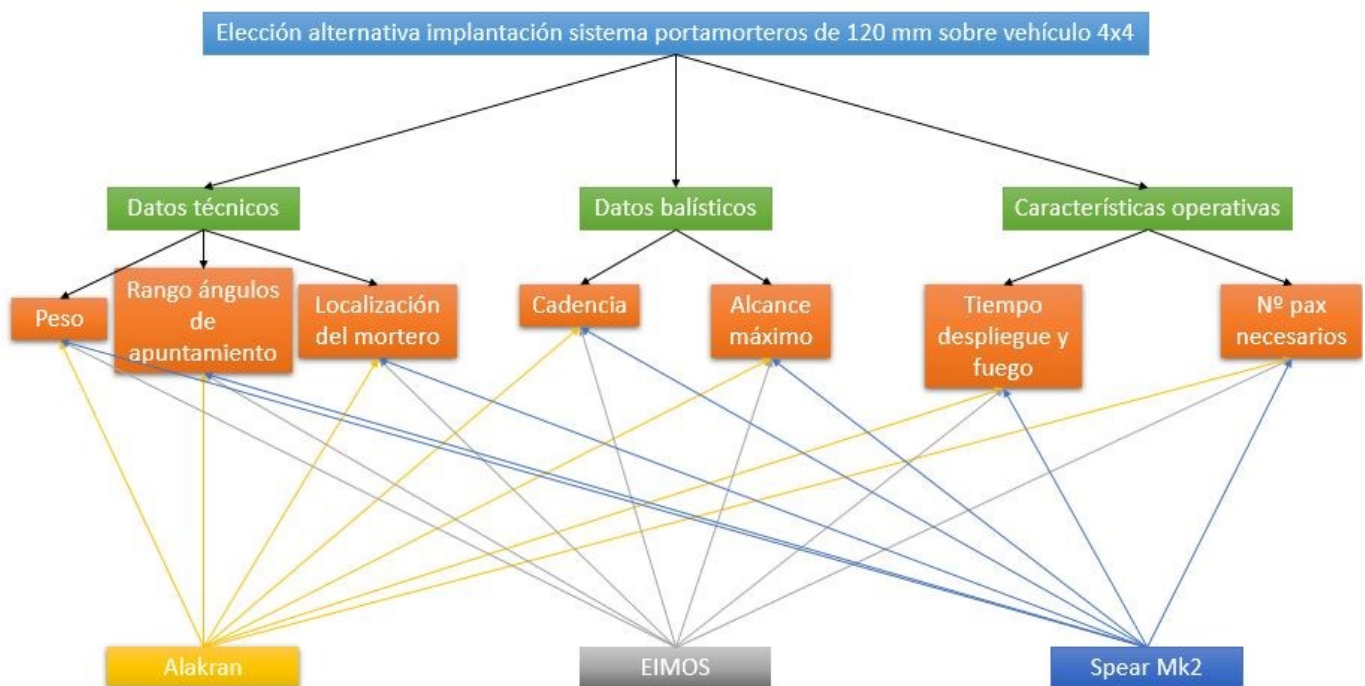 Elección alternativa implantación sistema portamorteros de 120 mm sobre vehículo 4x4
Datos técnicos
Datos balísticos
Características operativas
Peso
Rango ángulos
de
apuntamiento
Localización
del mortero
Cadencia
Alcance
máximo
Tiempo
despliegue y
fuego
Nº pax
necesarios
Alakran
EIMOS
Spear Mk2